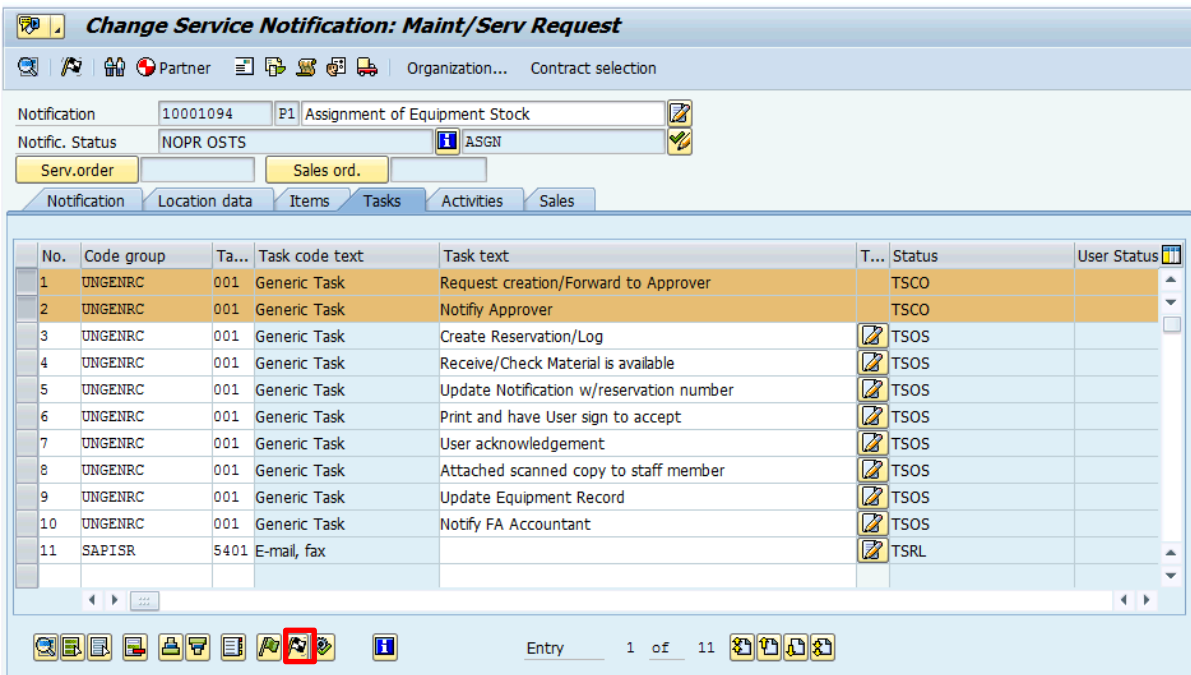 Change Service Notification: Maint/Serv Request
Partner Organization... Contract selection
Notification 10001094 P1 Assignment of Equipment Stock
Notific. Status NOPR OSTS ASGN
Serv.order Sales ord.
Notification Location data Items Tasks Activities Sales
No. Code group Ta... Task code text Task text T... Status User Status
1 UNGENRC 001 Generic Task Request creation/Forward to Approver TSCO
2 UNGENRC 001 Generic Task Notifiy Approver TSCO
3 UNGENRC 001 Generic Task Create Reservation/Log TSOS
4 UNGENRC 001 Generic Task Receive/Check Material is available TSOS
5 UNGENRC 001 Generic Task Update Notification w/reservation number TSOS
6 UNGENRC 001 Generic Task Print and have User sign to accept TSOS
7 UNGENRC 001 Generic Task User acknowledgement TSOS
8 UNGENRC 001 Generic Task Attached scanned copy to staff member TSOS
9 UNGENRC 001 Generic Task Update Equipment Record TSOS
10 UNGENRC 001 Generic Task Notify FA Accountant TSOS
11 SAPISR 5401 E-mail, fax TSRL
Entry 1 of 11